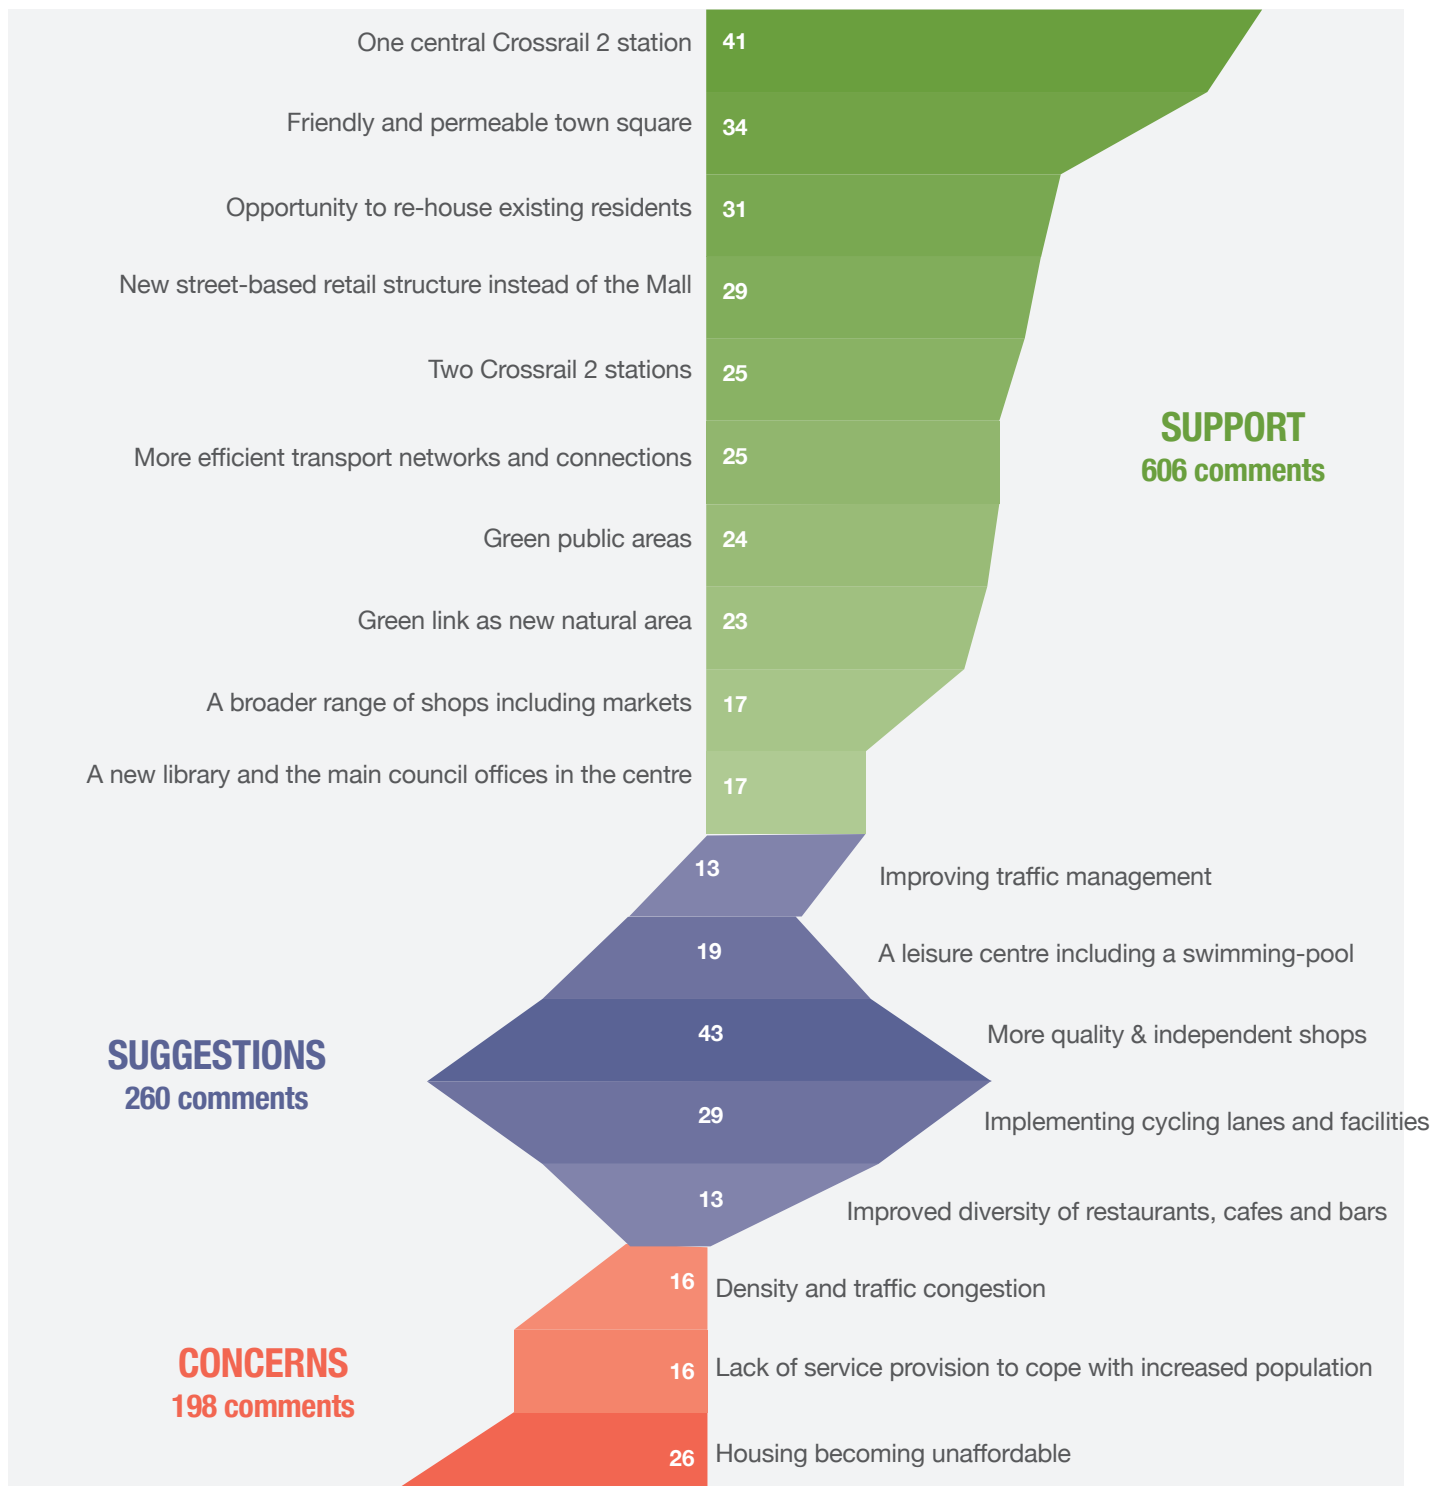 One central Crossrail 2 station 41
Friendly and permeable town square 34
Opportunity to re-house existing residents 31
New street-based retail structure instead of the Mall 29
Two Crossrail 2 stations 25
SUPPORT
606 comments
More efficient transport networks and connections 25
Green public areas 24
Green link as new natural area 23
A broader range of shops including markets 17
A new library and the main council offices in the centre 17
13 Improving traffic management
19 A leisure centre including a swimming-pool
43 More quality & independent shops
SUGGESTIONS
260 comments
29 Implementing cycling lanes and facilities
13 Improved diversity of restaurants, cafes and bars
16 Density and traffic congestion
CONCERNS
198 comments
16 Lack of service provision to cope with increased population
26 Housing becoming unaffordable